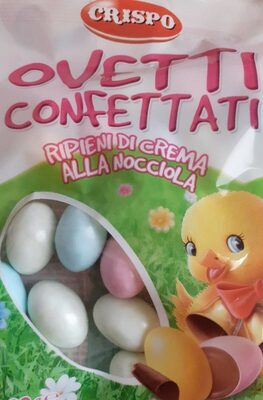 CRISPO
OVETTI
CONFETTATI
RIPIENI DI CREMA
ALLA NOCCIOLA